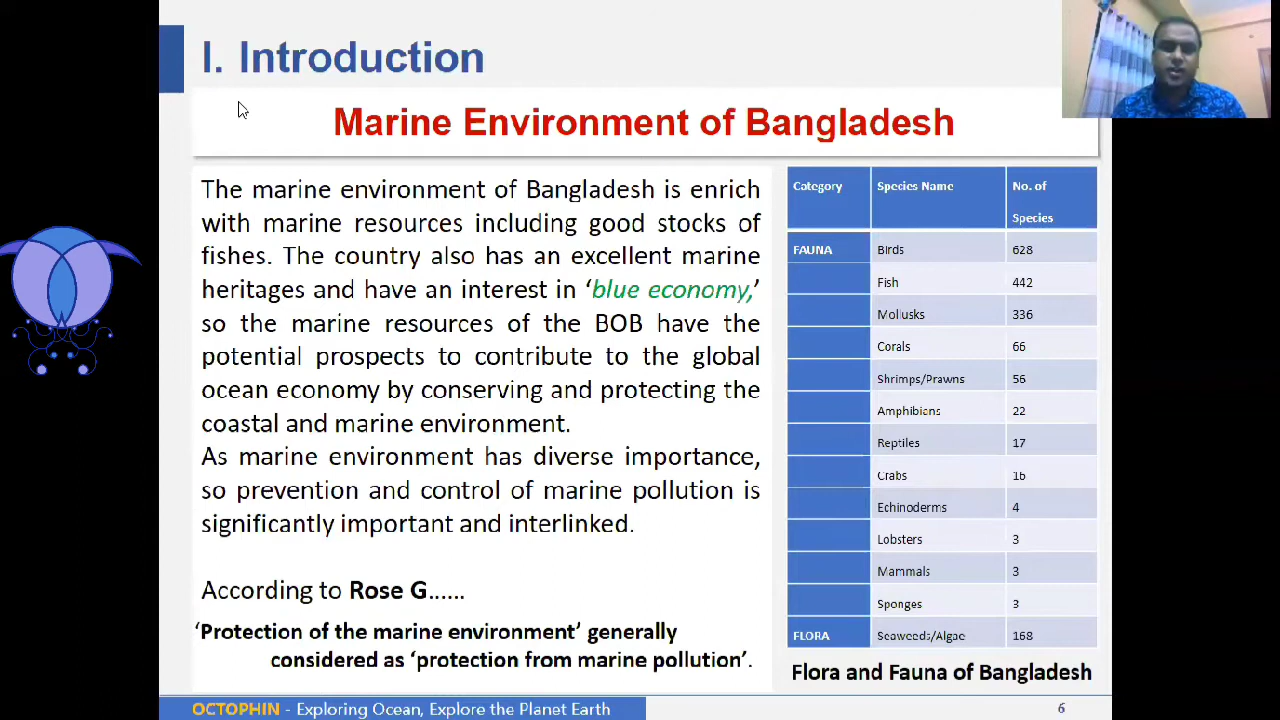 I. Introduction
Marine Environment of Bangladesh
The marine environment of Bangladesh is enrich
with marine resources including good stocks of
fishes. The country also has an excellent marine
heritages and have an interest in ‘blue economy,’
so the marine resources of the BOB have the
potential prospects to contribute to the global
ocean economy by conserving and protecting the
coastal and marine environment.
As marine environment has diverse importance,
so prevention and control of marine pollution is
significantly important and interlinked.
According to Rose G......
‘Protection of the marine environment’ generally
considered as ‘protection from marine pollution’.
Category Species Name No. of
Species
FAUNA Birds 628
Fish 442
Mollusks 336
Corals 66
Shrimps/Prawns 56
Amphibians 22
Reptiles 17
Crabs 16
Echinoderms 4
Lobsters 3
Mammals 3
Sponges 3
FLORA Seaweeds/Algae 168
Flora and Fauna of Bangladesh
OCTOPHIN - Exploring Ocean, Explore the Planet Earth
6